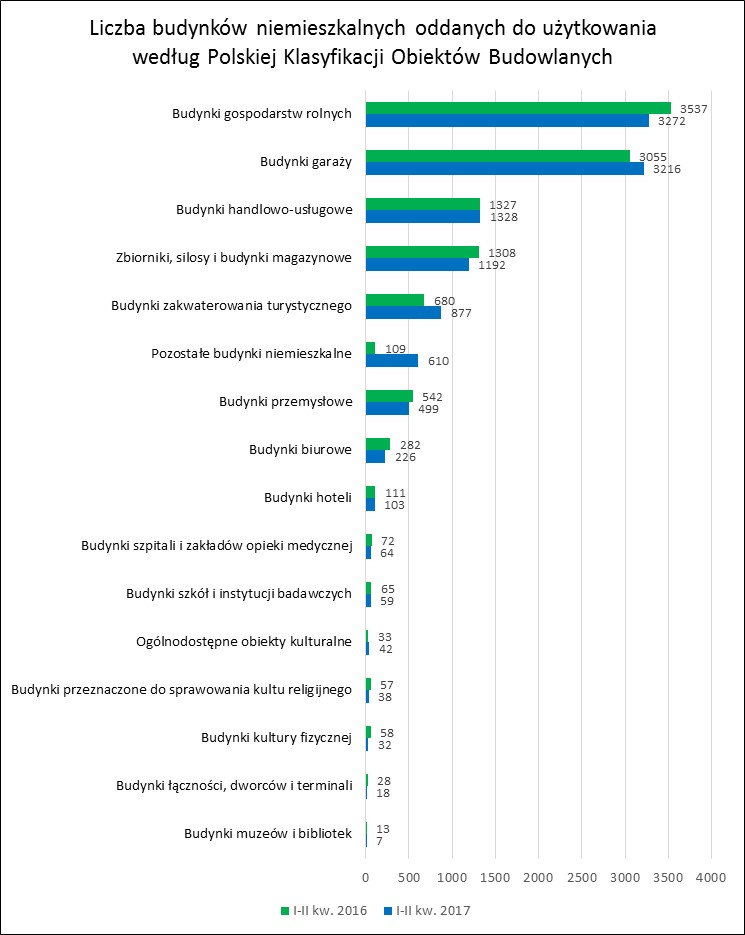 Liczba budynków niemieszkalnych oddanych do użytkowania
według Polskiej Klasyfikacji Obiektów Budowlanych
Budynki gospodarstw rolnych
3537
3272
Budynki garaży
3055
3216
Budynki handlowo-usługowe
1327
1328
Zbiorniki, silosy i budynki magazynowe
1308
1192
Budynki zakwaterowania turystycznego
680
877
Pozostałe budynki niemieszkalne
109
610
Budynki przemysłowe
542
499
Budynki biurowe
282
226
Budynki hoteli
111
103
Budynki szpitali i zakładów opieki medycznej
72
64
Budynki szkół i instytucji badawczych
65
59
Ogólnodostępne obiekty kulturalne
33
42
Budynki przeznaczone do sprawowania kultu religijnego
57
38
Budynki kultury fizycznej
58
32
Budynki łączności, dworców i terminali
28
18
Budynki muzeów i bibliotek
13
7
0 500 1000 1500 2000 2500 3000 3500 4000
I-II kw. 2016 I-II kw. 2017